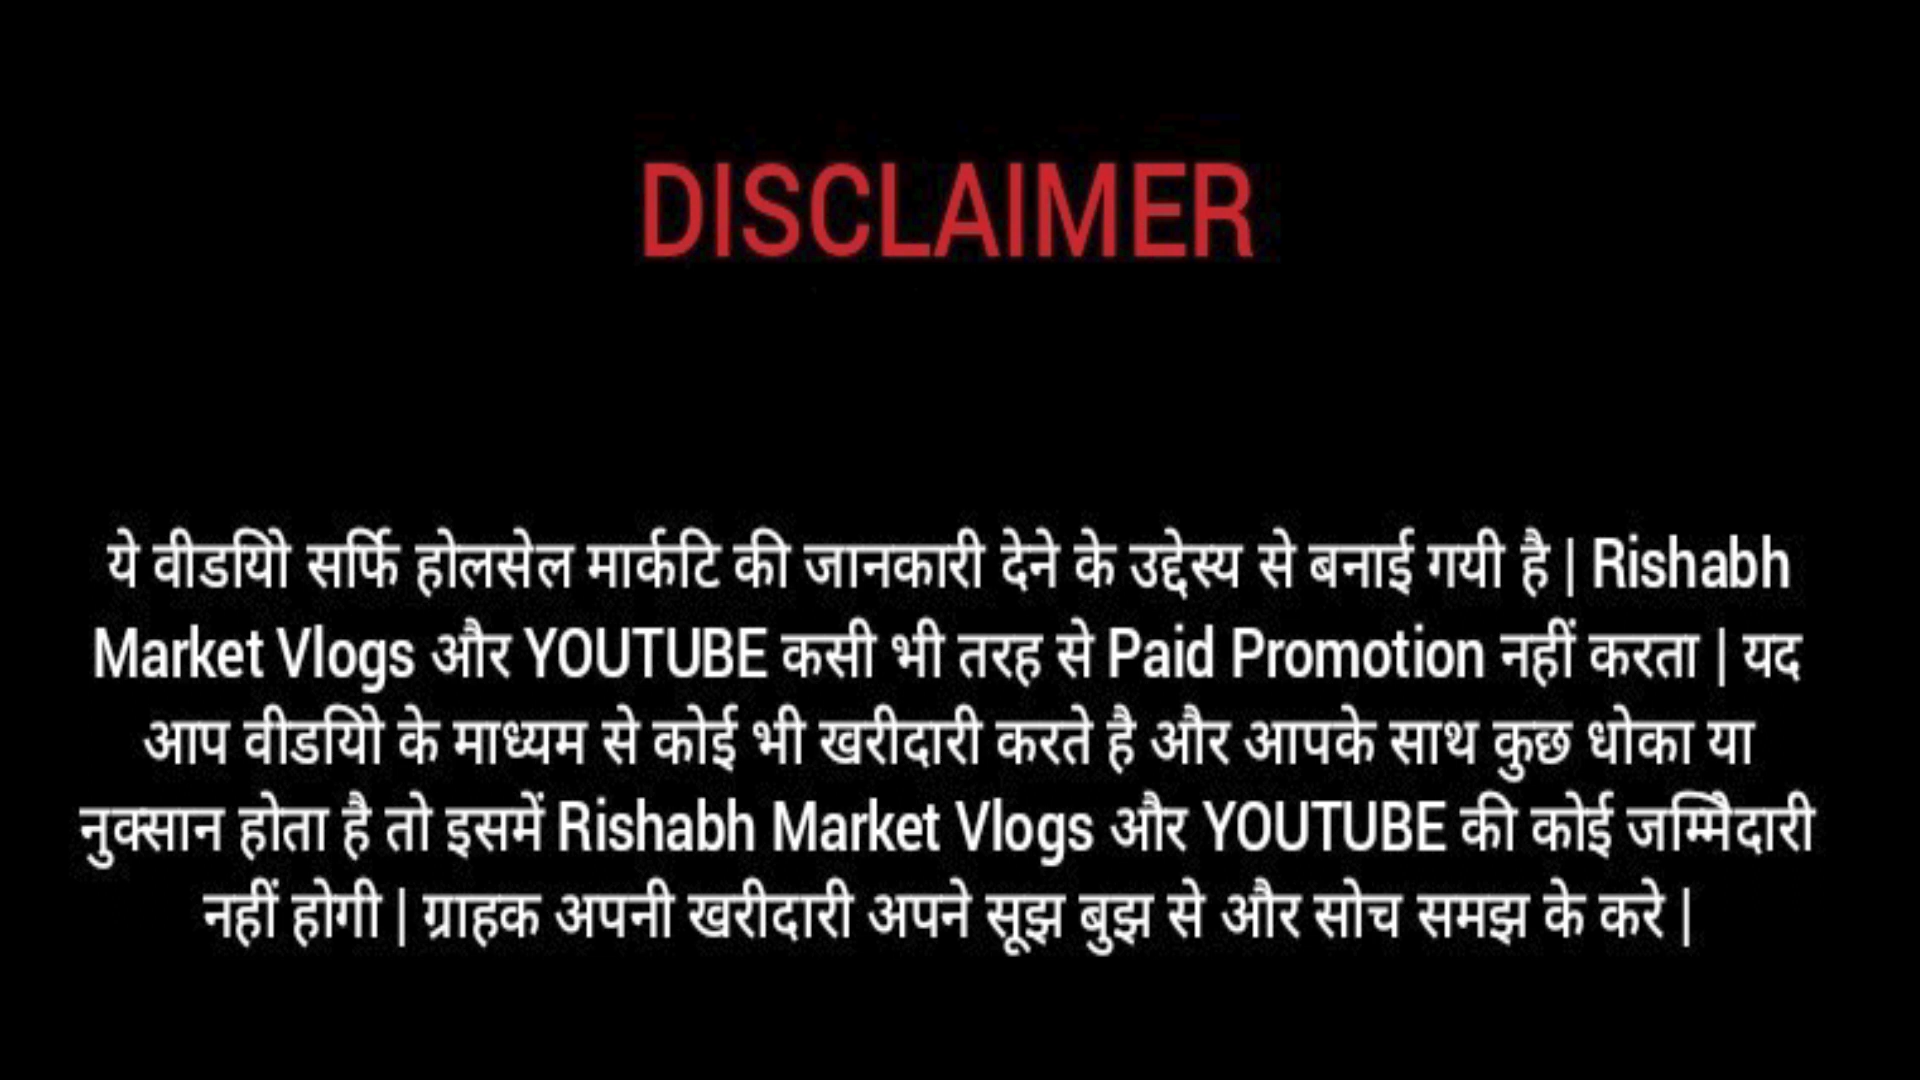 DISCLAIMER
ये वीडयिो सर्फि होलसेल मार्कटि की जानकारी देने के उद्देस्य से बनाई गयी है | Rishabh
Market Vlogs और YOUTUBE कसी भी तरह से Paid Promotion नहीं करता | यद
आप वीडयिो के माध्यम से कोई भी खरीदारी करते है और आपके साथ कुछ धोका या
नुक्सान होता है तो इसमें Rishabh Market Vlogs और YOUTUBE की कोई जम्मिेदारी
नहीं होगी | ग्राहक अपनी खरीदारी अपने सूझ बुझ से और सोच समझ के करे |